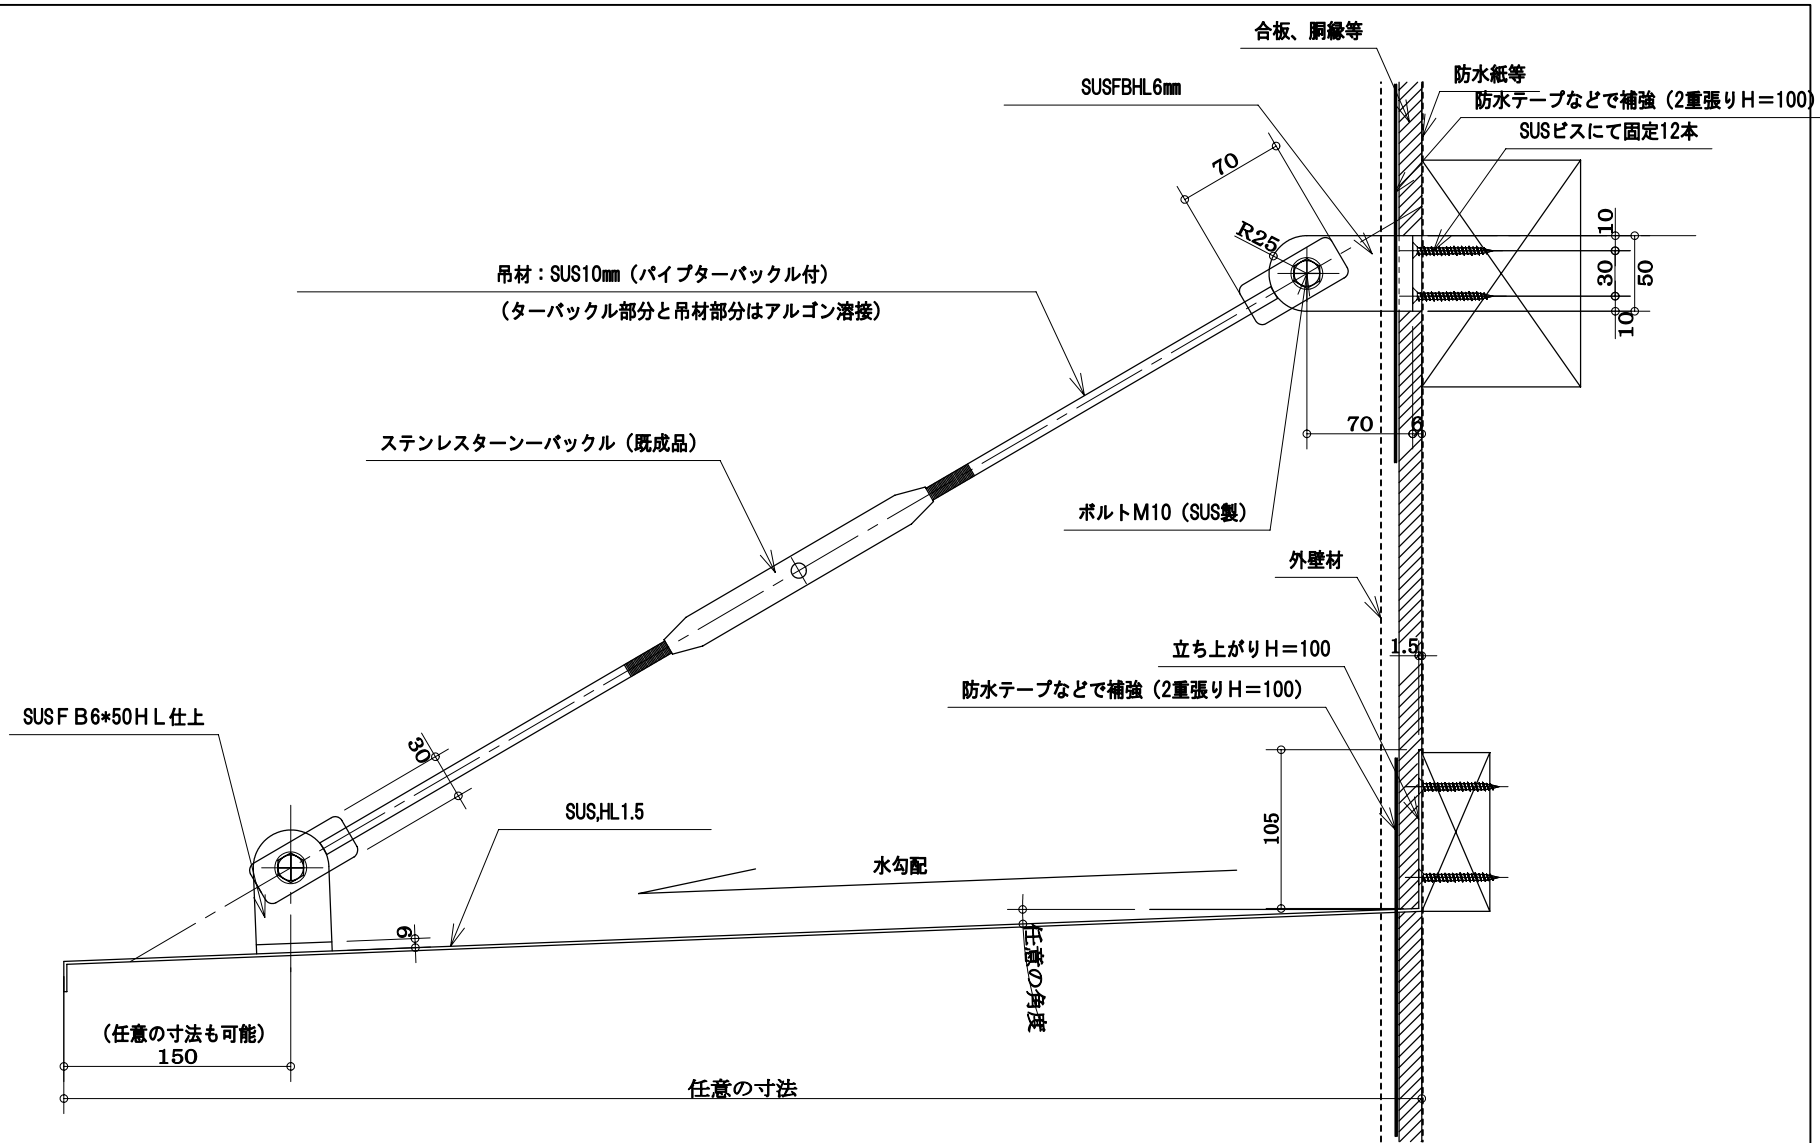 合板、胴縁等
防水紙等
SUSFBHL6mm
防水テープなどで補強（2重張りＨ＝100）
SUSビスにて固定12本
70
R25
10
30
50
10
吊材：SUS10mm（パイプターバックル付）
（ターバックル部分と吊材部分はアルゴン溶接）
70
6
ステンレスターンーバックル（既成品）
ボルトＭ10（SUS製）
外壁材
立ち上がりＨ＝100
1.5
防水テープなどで補強（2重張りＨ＝100）
SUSＦＢ6*50ＨＬ仕上
30
SUS,HL1.5
105
水勾配
6
任意の角度
（任意の寸法も可能）
150
任意の寸法